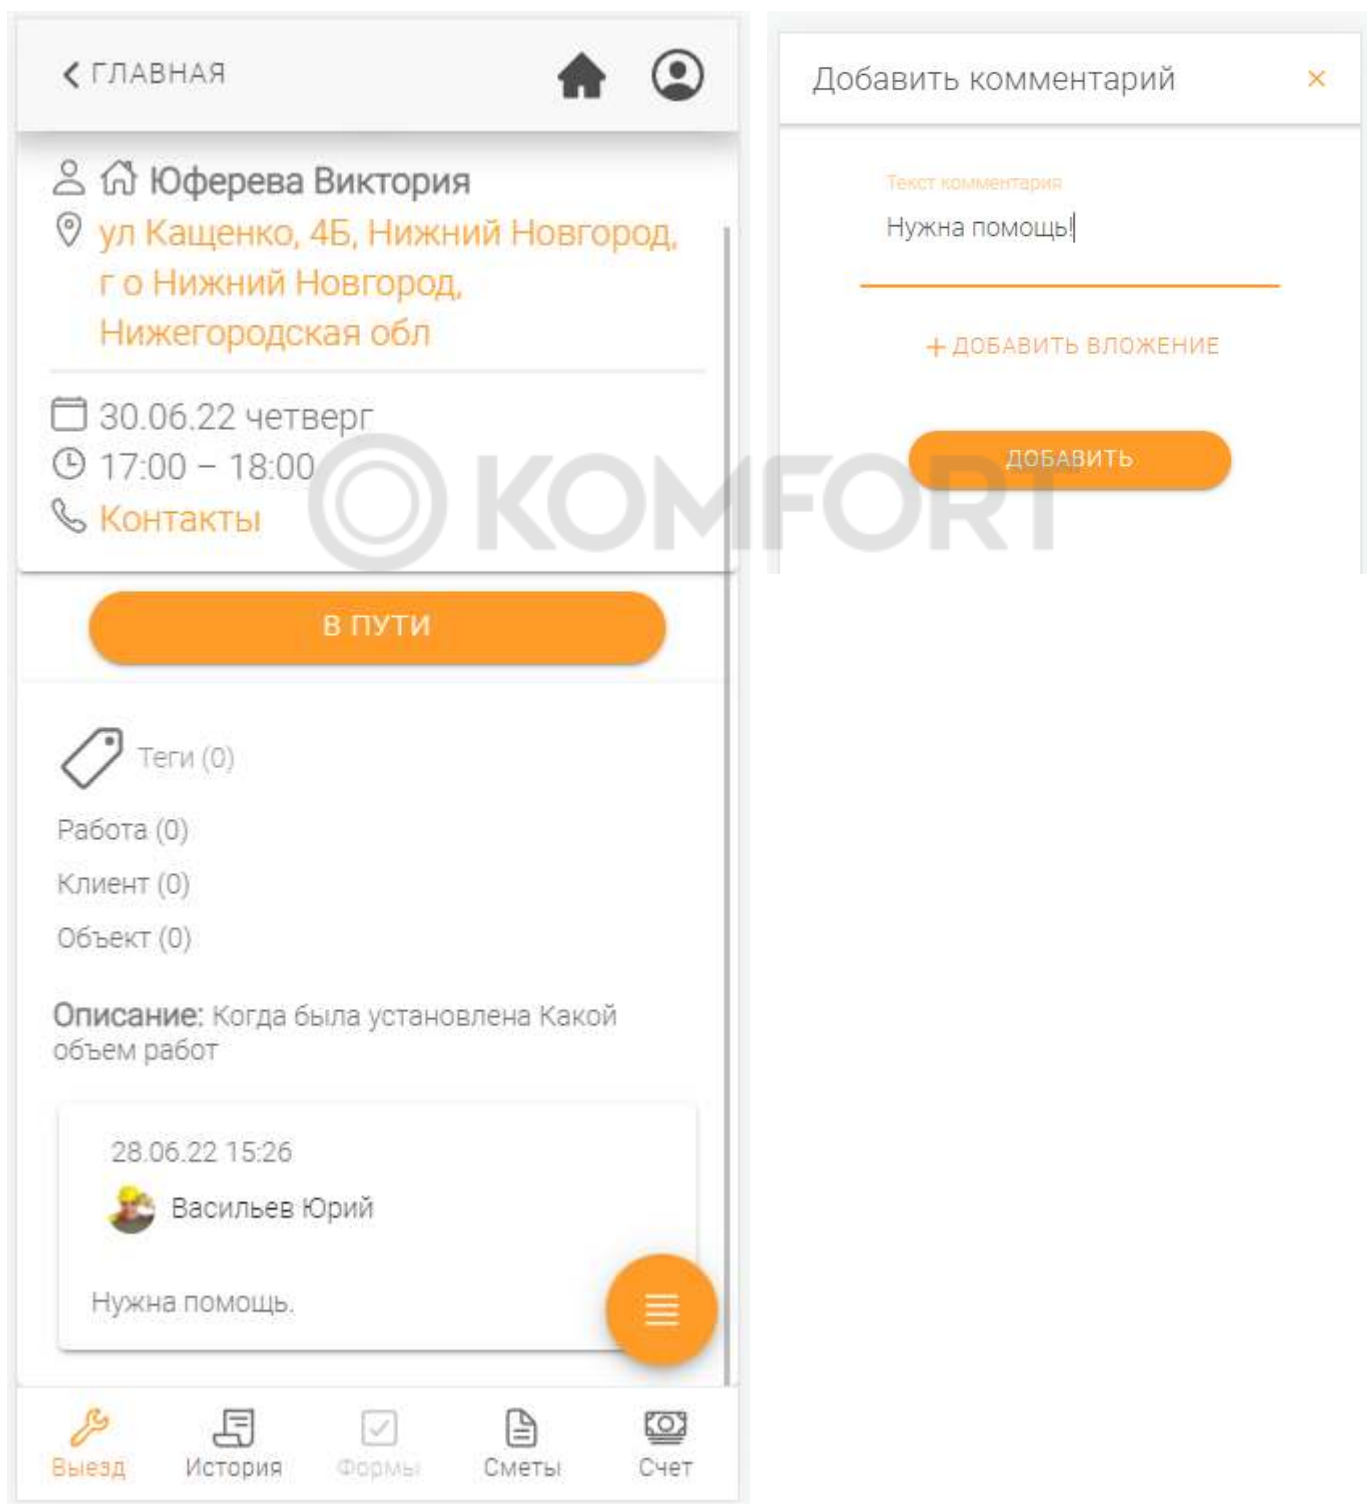 ГЛАВНАЯ
Юферева Виктория
ул Кащенко, 4Б, Нижний Новгород,
г о Нижний Новгород,
Нижегородская обл
30.06.22 четверг
17:00 – 18:00
Контакты
В ПУТИ
Теги (0)
Работа (0)
Клиент (0)
Объект (0)
Описание: Когда была установлена Какой
объем работ
28.06.22 15:26
Васильев Юрий
Нужна помощь.
Выезд История Формы Сметы Счет
Добавить комментарий
Текст комментария
Нужна помощь!
+ ДОБАВИТЬ ВЛОЖЕНИЕ
ДОБАВИТЬ
KOMFORT